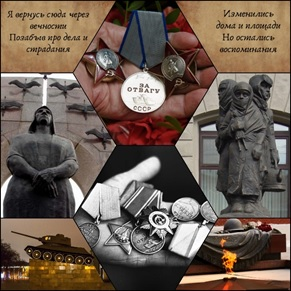 Я вернусь сюда через
вечности
Позабыв про дела и
страдания
Изменились
дома и площади
Но остались
воспоминания
ЗА
ОТВАГУ
СССР